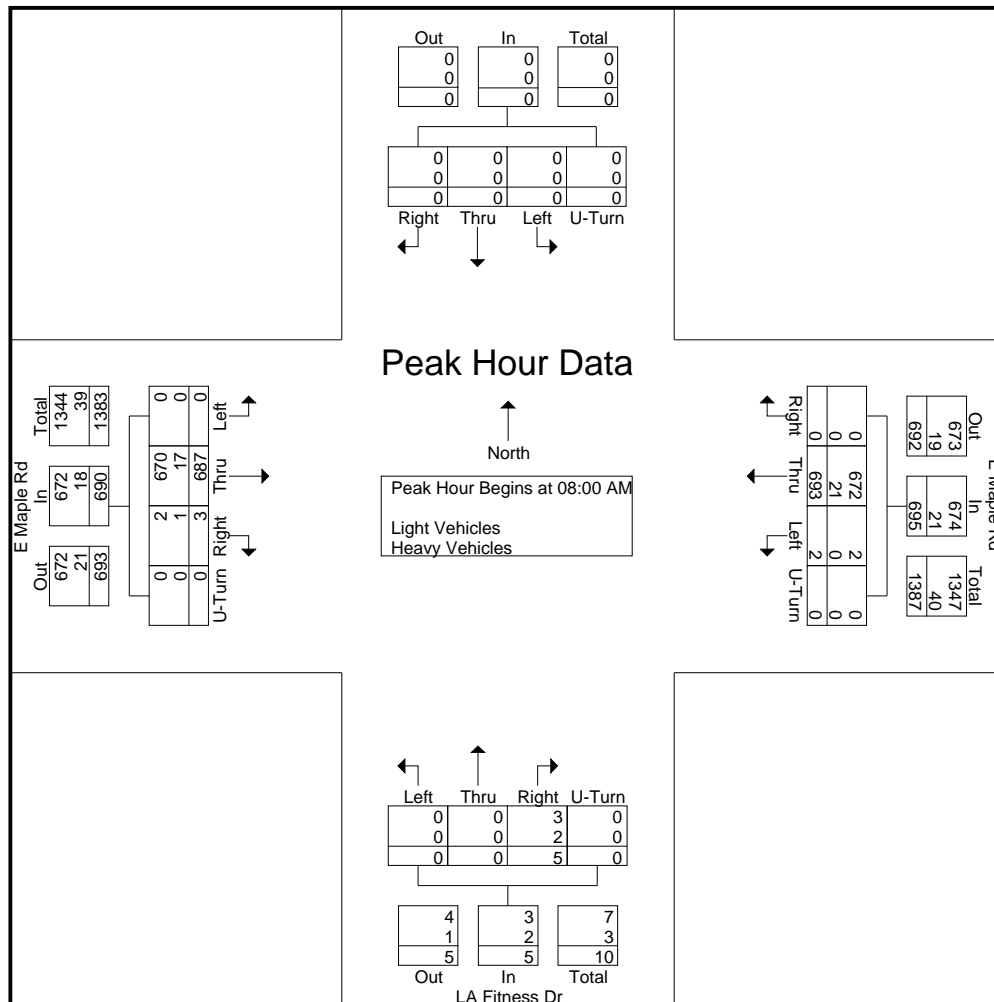 Out In Total
0 0 0
0 0 0
0 0 0
0 0 0 0
0 0 0 0
0 0 0 0
Right Thru Left U-Turn
Peak Hour Data
North
Peak Hour Begins at 08:00 AM
Light Vehicles
Heavy Vehicles
E Maple Rd
Out In Total
672 672 1344
21 18 39
693 690 1383
U-Turn Right Thru Left
0 2 670 0
0 1 17 0
0 3 687 0
E Maple Rd
Out In Total
673 674 1347
19 21 40
692 695 1387
Right Thru Left U-Turn
0 672 2 0
0 21 0 0
0 693 2 0
Left Thru Right U-Turn
0 0 3 0
0 0 2 0
0 0 5 0
4 3 7
1 2 3
5 5 10
Out In Total
LA Fitness Dr